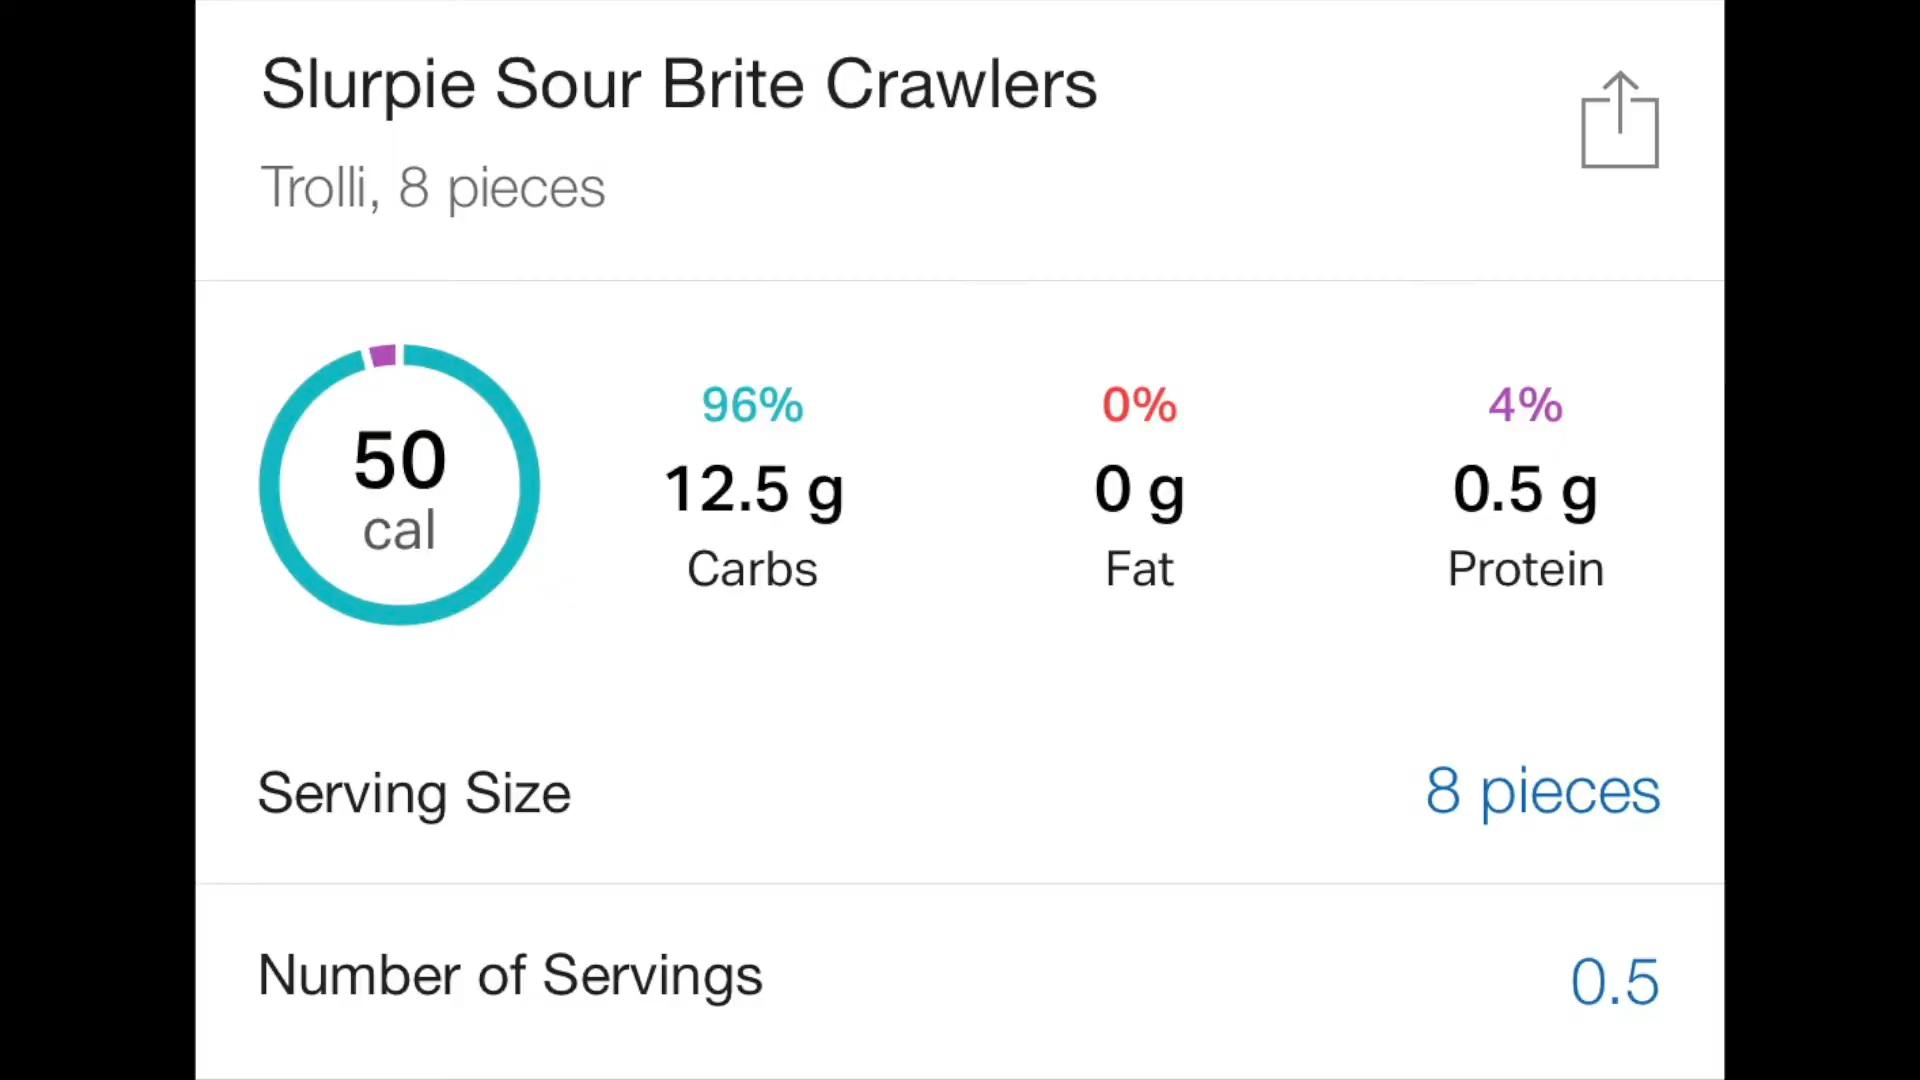 Slurpie Sour Brite Crawlers
Trolli, 8 pieces
50
cal
96%
12.5 g
Carbs
0%
0 g
Fat
4%
0.5 g
Protein
Serving Size
8 pieces
Number of Servings
0.5